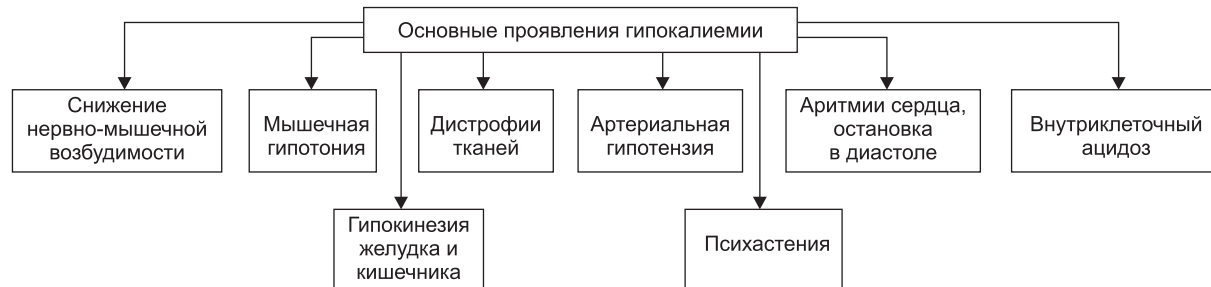 Основные проявления гипокалиемии
Снижение
нервно-мышечной
возбудимости
Мышечная
гипотония
Дистрофии
тканей
Артериальная
гипотензия
Аритмии сердца,
остановка
в диастоле
Внутриклеточный
ацидоз
Гипокинезия
желудка и
кишечника
Психастения